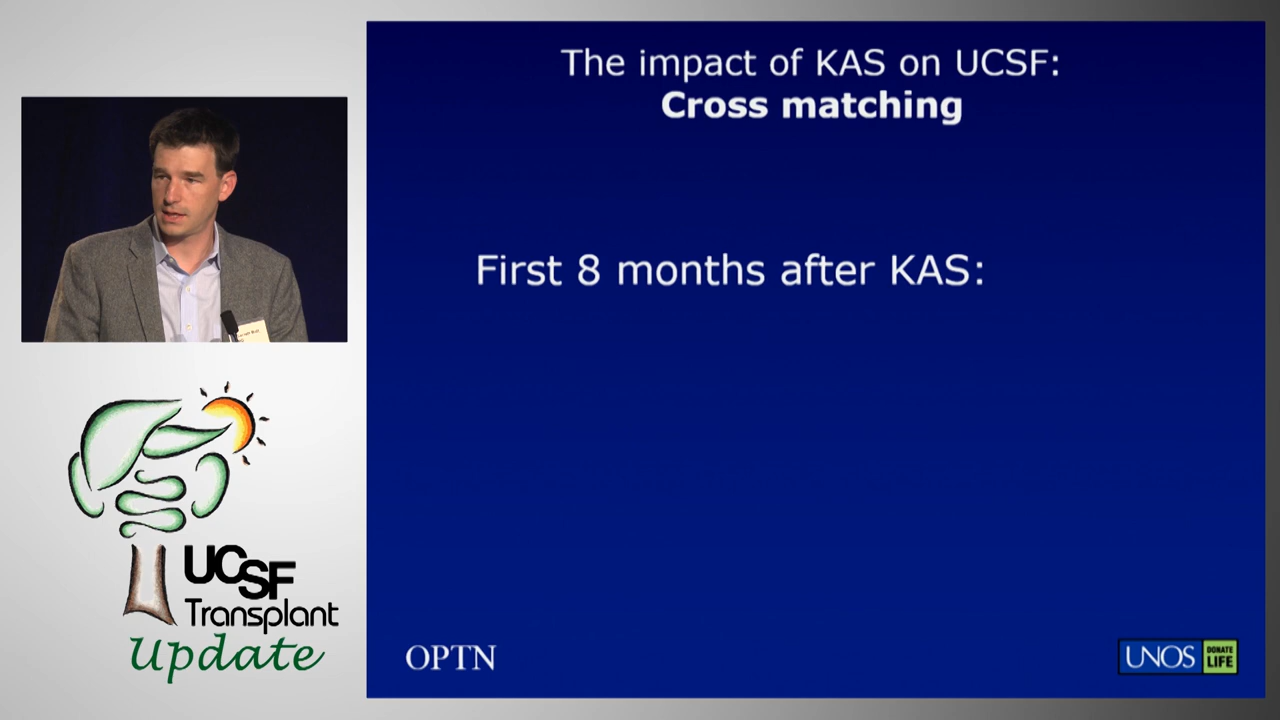 The impact of KAS on UCSF:
Cross matching
First 8 months after KAS:
UCSF
Transplant
Update
OPTN
UNOS
DONATE
LIFE